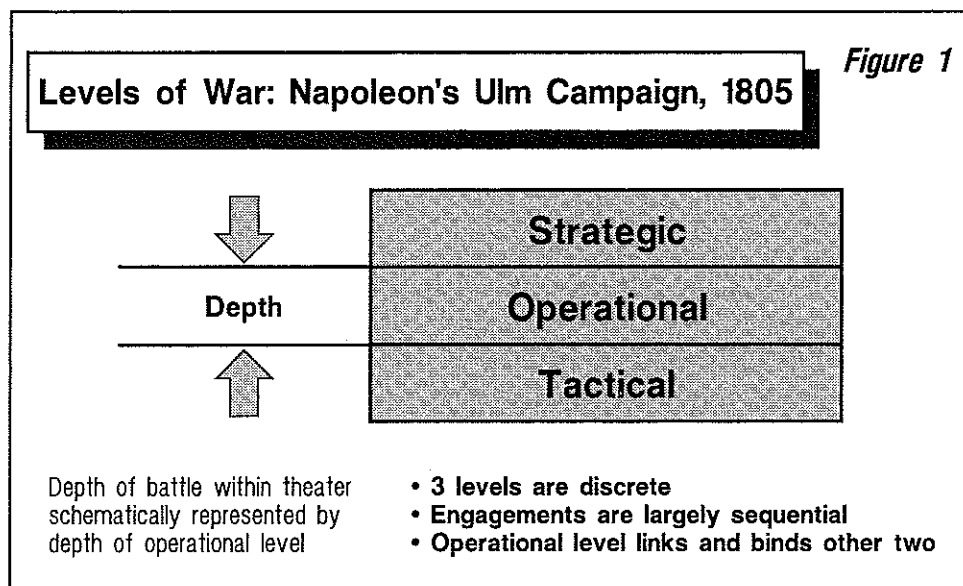 Figure 1
Levels of War: Napoleon's Ulm Campaign, 1805
Strategic
Depth
Operational
Tactical
Depth of battle within theater
schematically represented by
depth of operational level
• 3 levels are discrete
• Engagements are largely sequential
• Operational level links and binds other two